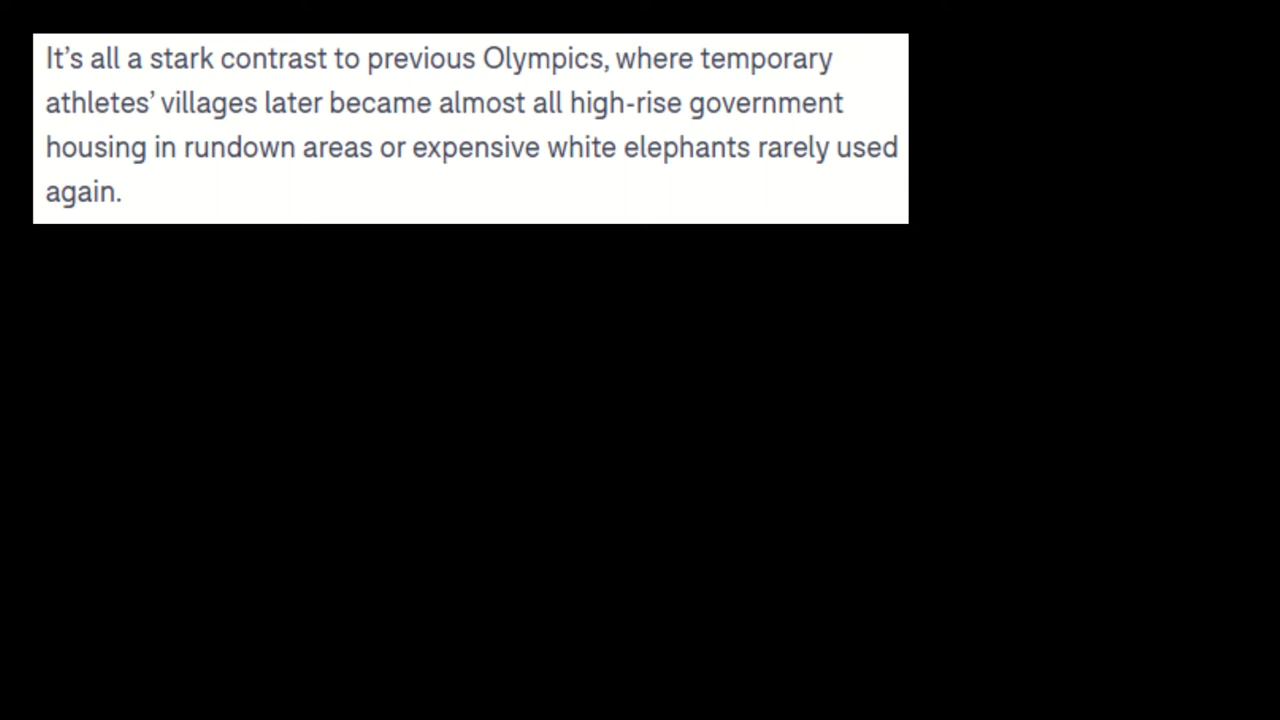 It’s all a stark contrast to previous Olympics, where temporary
athletes’ villages later became almost all high-rise government
housing in rundown areas or expensive white elephants rarely used
again.